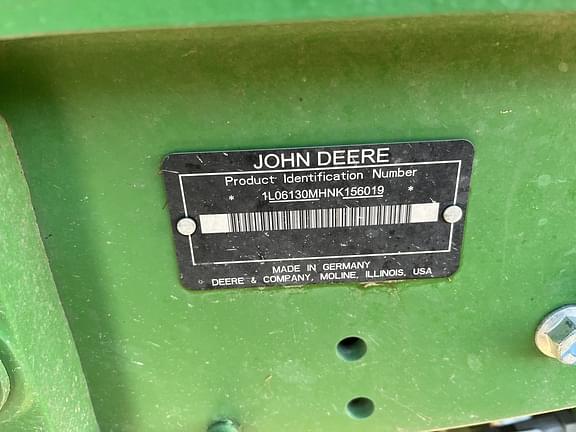 JOHN DEERE
Product Identification Number
* 1L06130MHNK156019 *
MADE IN GERMANY
DEERE & COMPANY, MOLINE, ILLINOIS, USA